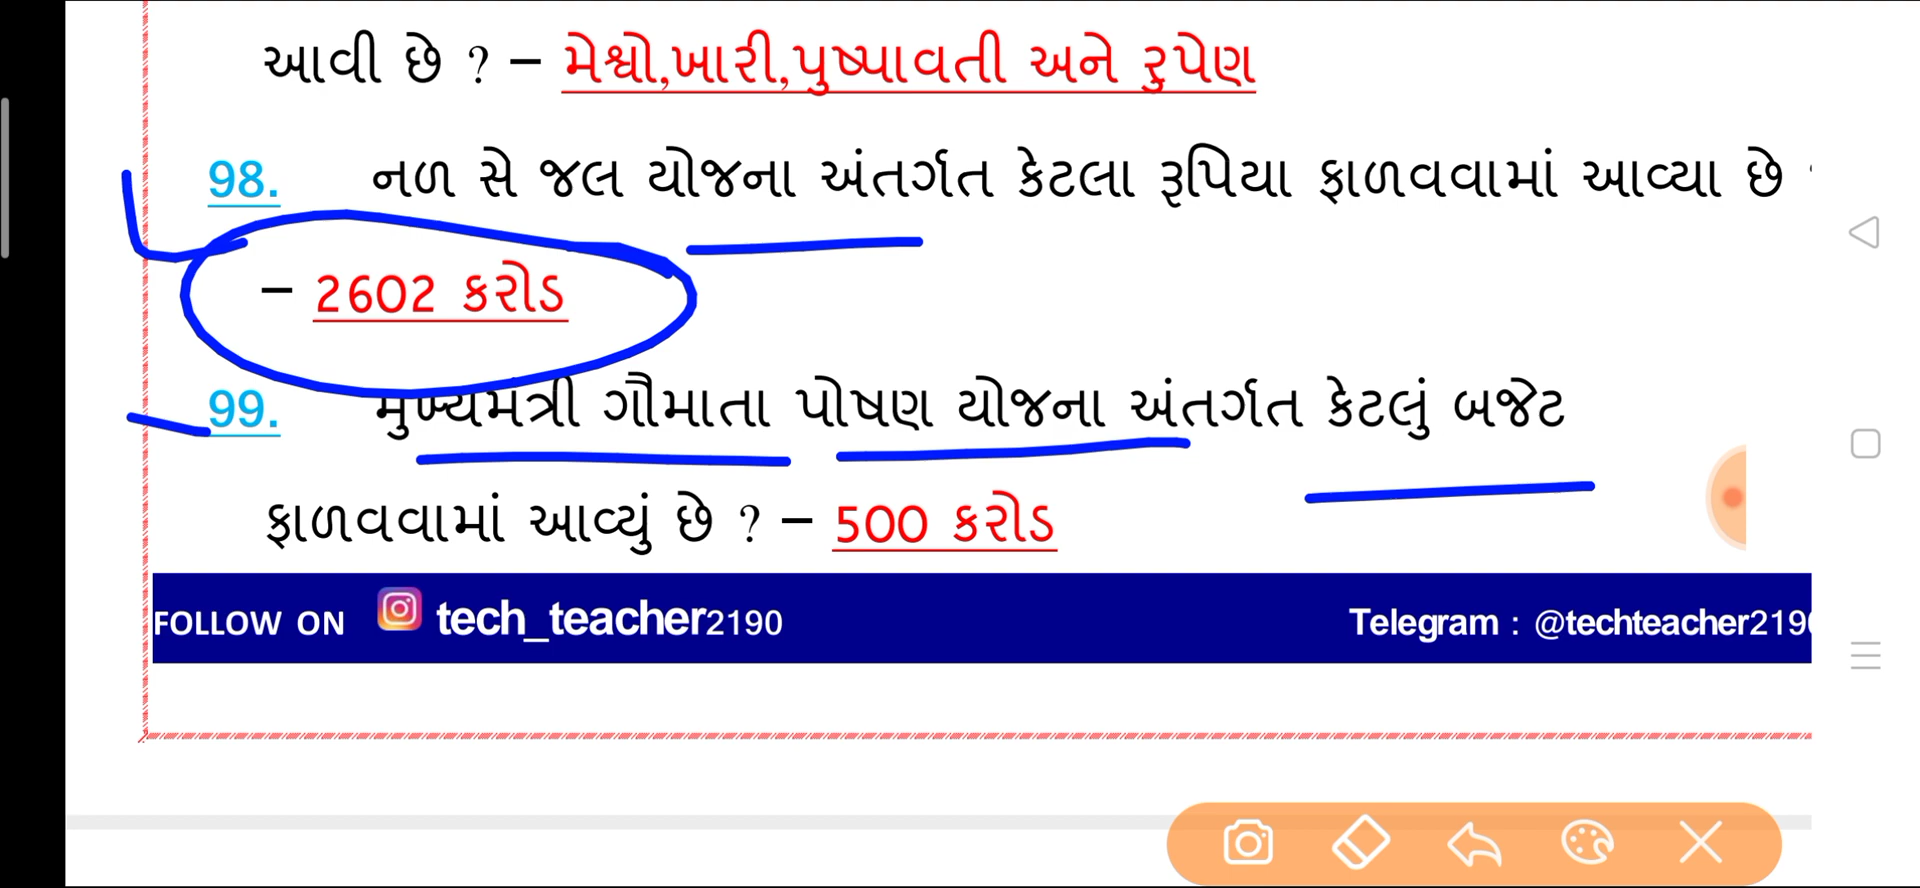 આવી છે ? – મેશ્વો,ખારી,પુષ્પાવતી અને રુપેણ
98. નળ સે જલ યોજના અંતર્ગત કેટલા રૂપિયા ફાળવવામાં આવ્યા છે
– 2602 કરોડ
99. મુખ્યમંત્રી ગૌમાતા પોષણ યોજના અંતર્ગત કેટલું બજેટ
ફાળવવામાં આવ્યું છે ? – 500 કરોડ
FOLLOW ON tech_teacher2190 Telegram : @techteacher219